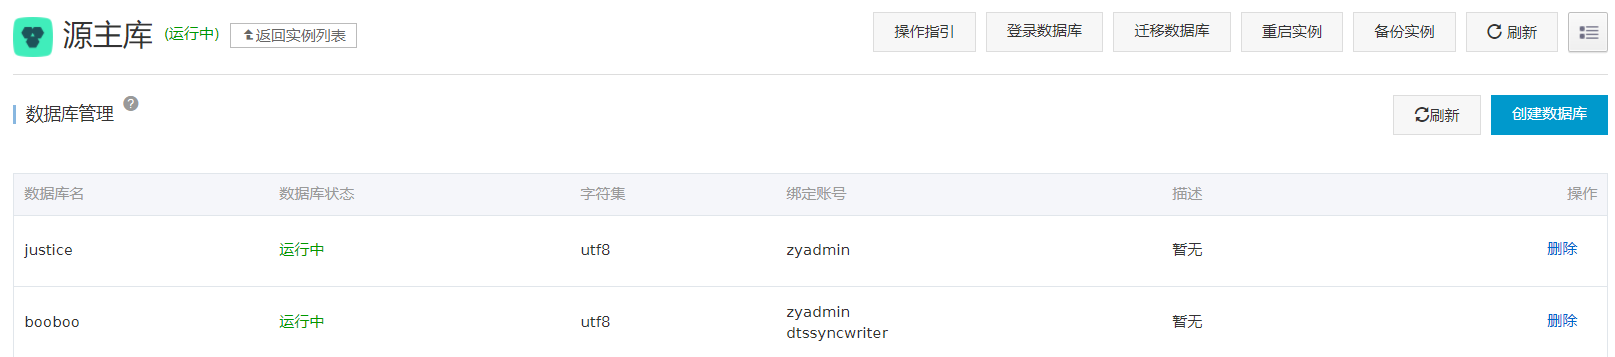 源主库 (运行中) 返回实例列表 操作指引 登录数据库 迁移数据库 重启实例 备份实例 刷新
数据库管理 ? 刷新 创建数据库
数据库名 数据库状态 字符集 绑定账号 描述 操作
justice 运行中 utf8 zyadmin 暂无 删除
booboo 运行中 utf8 zyadmin 暂无 删除
dtssyncwriter